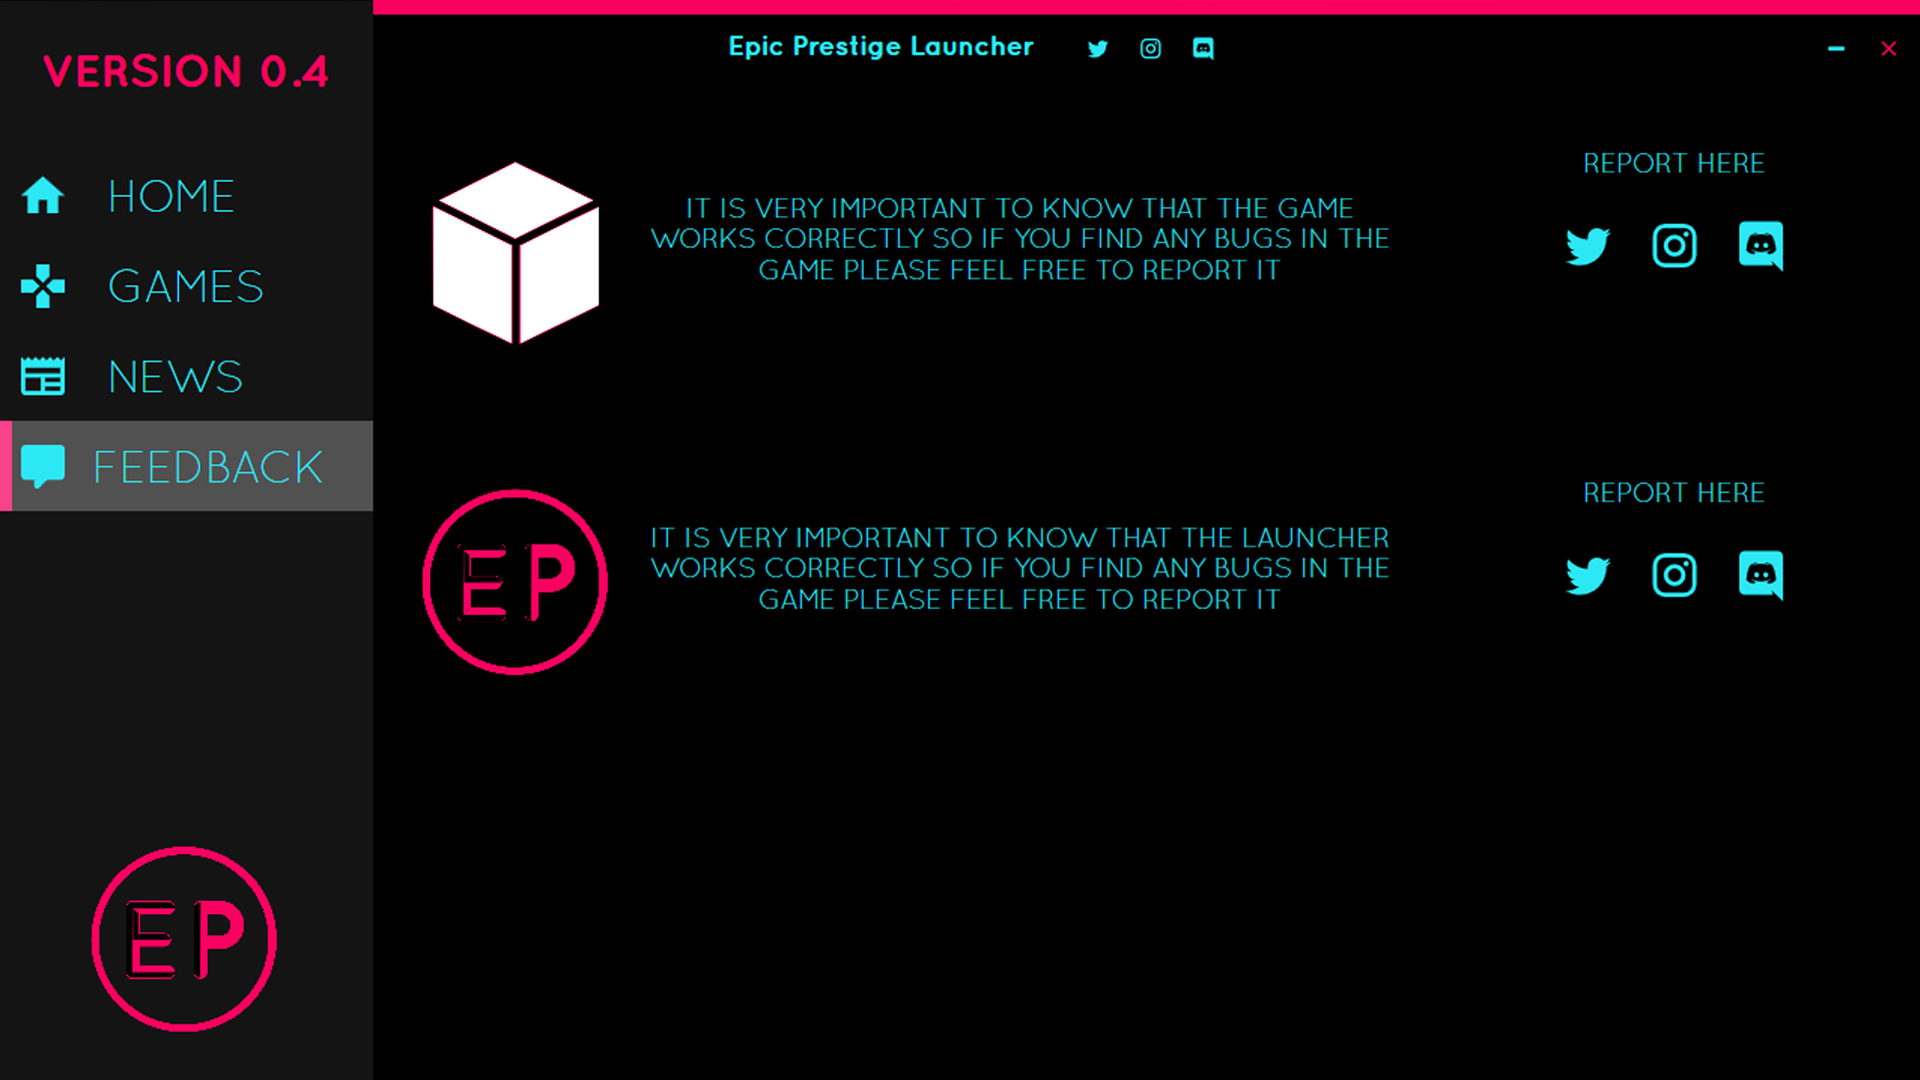 VERSION 0.4
HOME
GAMES
NEWS
FEEDBACK
EP
Epic Prestige Launcher
IT IS VERY IMPORTANT TO KNOW THAT THE GAME
WORKS CORRECTLY SO IF YOU FIND ANY BUGS IN THE
GAME PLEASE FEEL FREE TO REPORT IT
REPORT HERE
EP
IT IS VERY IMPORTANT TO KNOW THAT THE LAUNCHER
WORKS CORRECTLY SO IF YOU FIND ANY BUGS IN THE
GAME PLEASE FEEL FREE TO REPORT IT
REPORT HERE